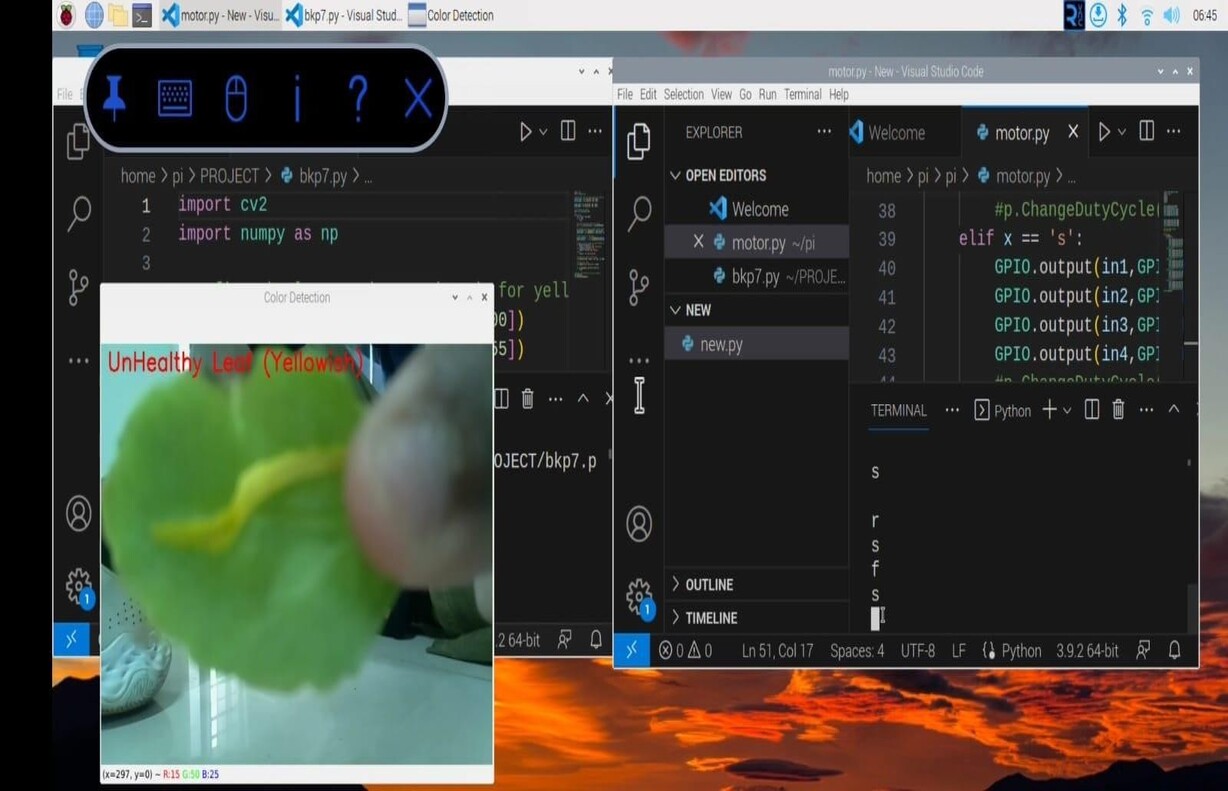 motor.py - New - Visu...
bkp7.py - Visual Stud...
Color Detection
06:45
File
home > pi > PROJECT > bkp7.py > ...
1 import cv2
2 import numpy as np
3
for yell
00])
55])
OJECT/bkp7.p
.2 64-bit
1
Color Detection
UnHealthy Leaf (Yellowish)
(x=297, y=0) ~ R:15 G:50 B:25
motor.py - New - Visual Studio Code
File Edit Selection View Go Run Terminal Help
EXPLORER
OPEN EDITORS
Welcome
motor.py ~/pi
bkp7.py ~/PROJE...
NEW
new.py
OUTLINE
TIMELINE
1
Welcome
motor.py
home > pi > pi > motor.py > ...
38 #p.ChangeDutyCycle(
39 elif x == 's':
40 GPIO.output(in1,GPI
41 GPIO.output(in2,GPI
42 GPIO.output(in3,GPI
43 GPIO.output(in4,GPI
44 #p.ChangeDutyCycle(
TERMINAL ... Python
s
r
s
f
s
0 0 Ln 51, Col 17 Spaces: 4 UTF-8 LF Python 3.9.2 64-bit